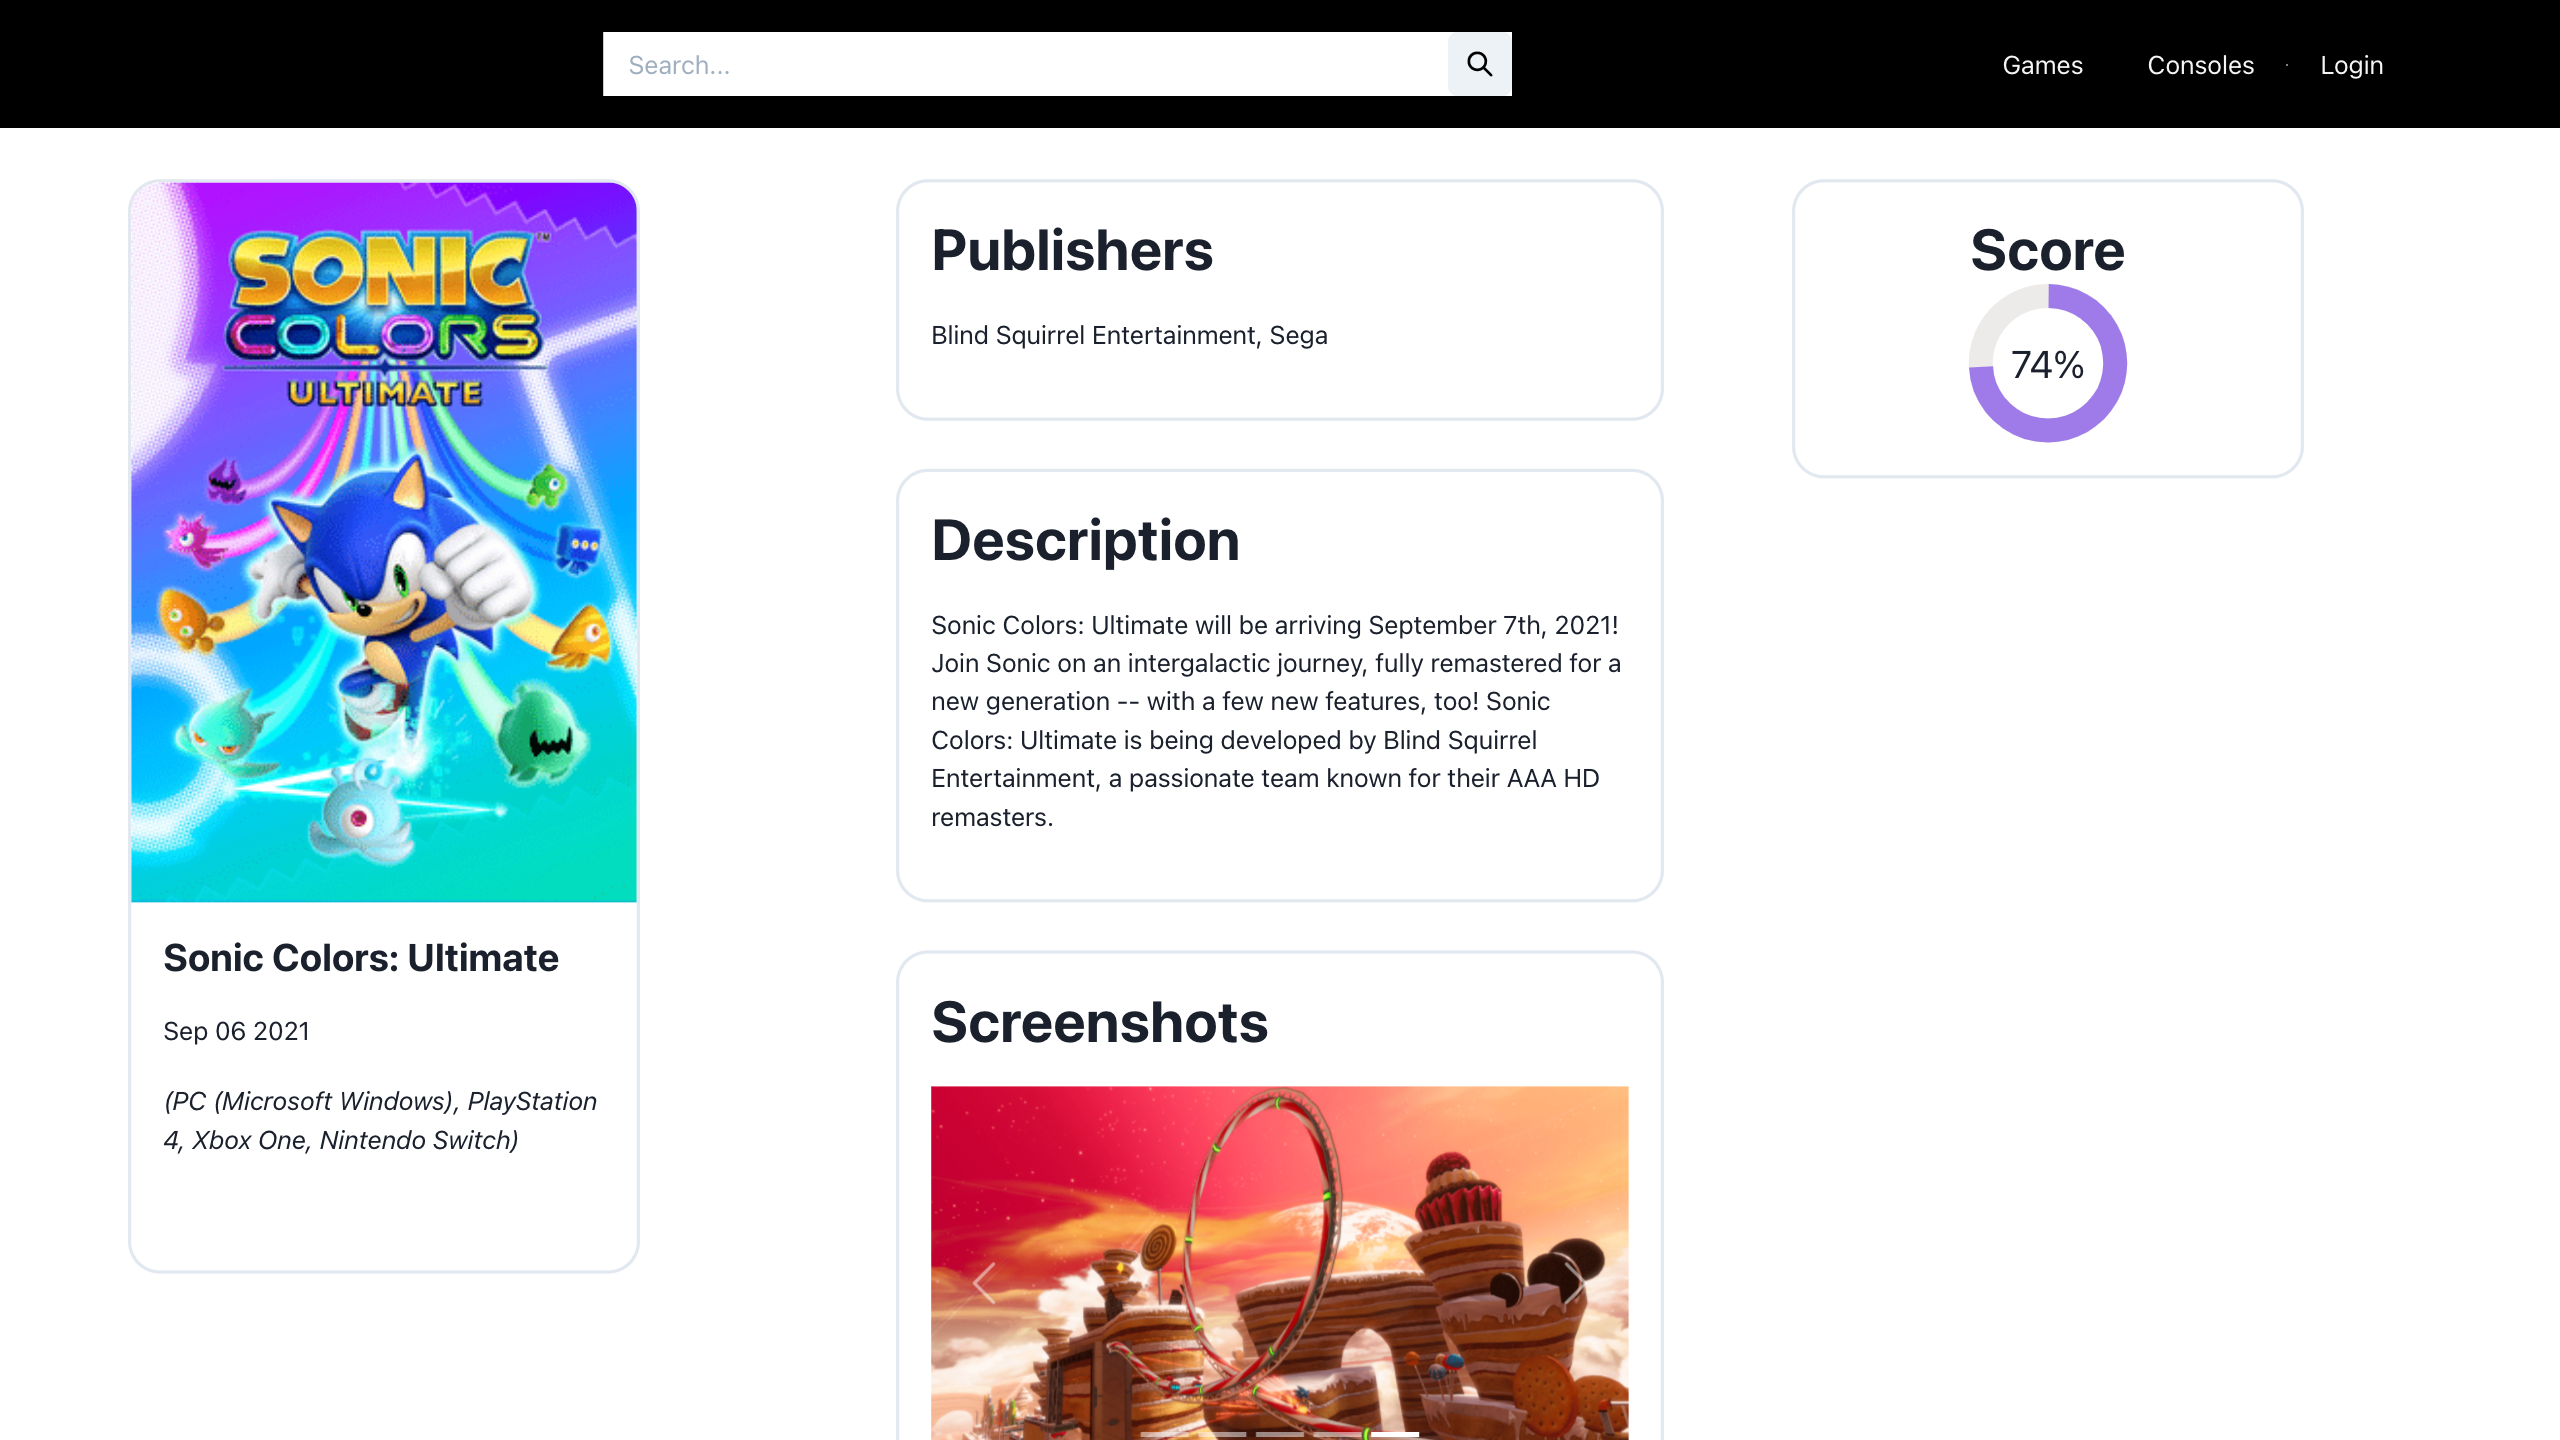 Search...
Games
Consoles
·
Login
SONIC
COLORS
ULTIMATE
Sonic Colors: Ultimate
Sep 06 2021
(PC (Microsoft Windows), PlayStation
4, Xbox One, Nintendo Switch)
Publishers
Blind Squirrel Entertainment, Sega
Description
Sonic Colors: Ultimate will be arriving September 7th, 2021!
Join Sonic on an intergalactic journey, fully remastered for a
new generation -- with a few new features, too! Sonic
Colors: Ultimate is being developed by Blind Squirrel
Entertainment, a passionate team known for their AAA HD
remasters.
Screenshots
Score
74%